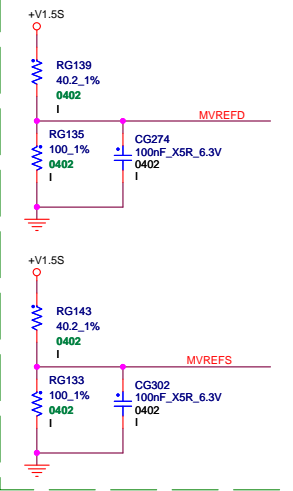 +V1.5S
RG139
40.2_1%
0402
I
MVREFD
RG135
100_1%
0402
I
CG274
100nF_X5R_6.3V
0402
I
+V1.5S
RG143
40.2_1%
0402
I
MVREFS
RG133
100_1%
0402
I
CG302
100nF_X5R_6.3V
0402
I